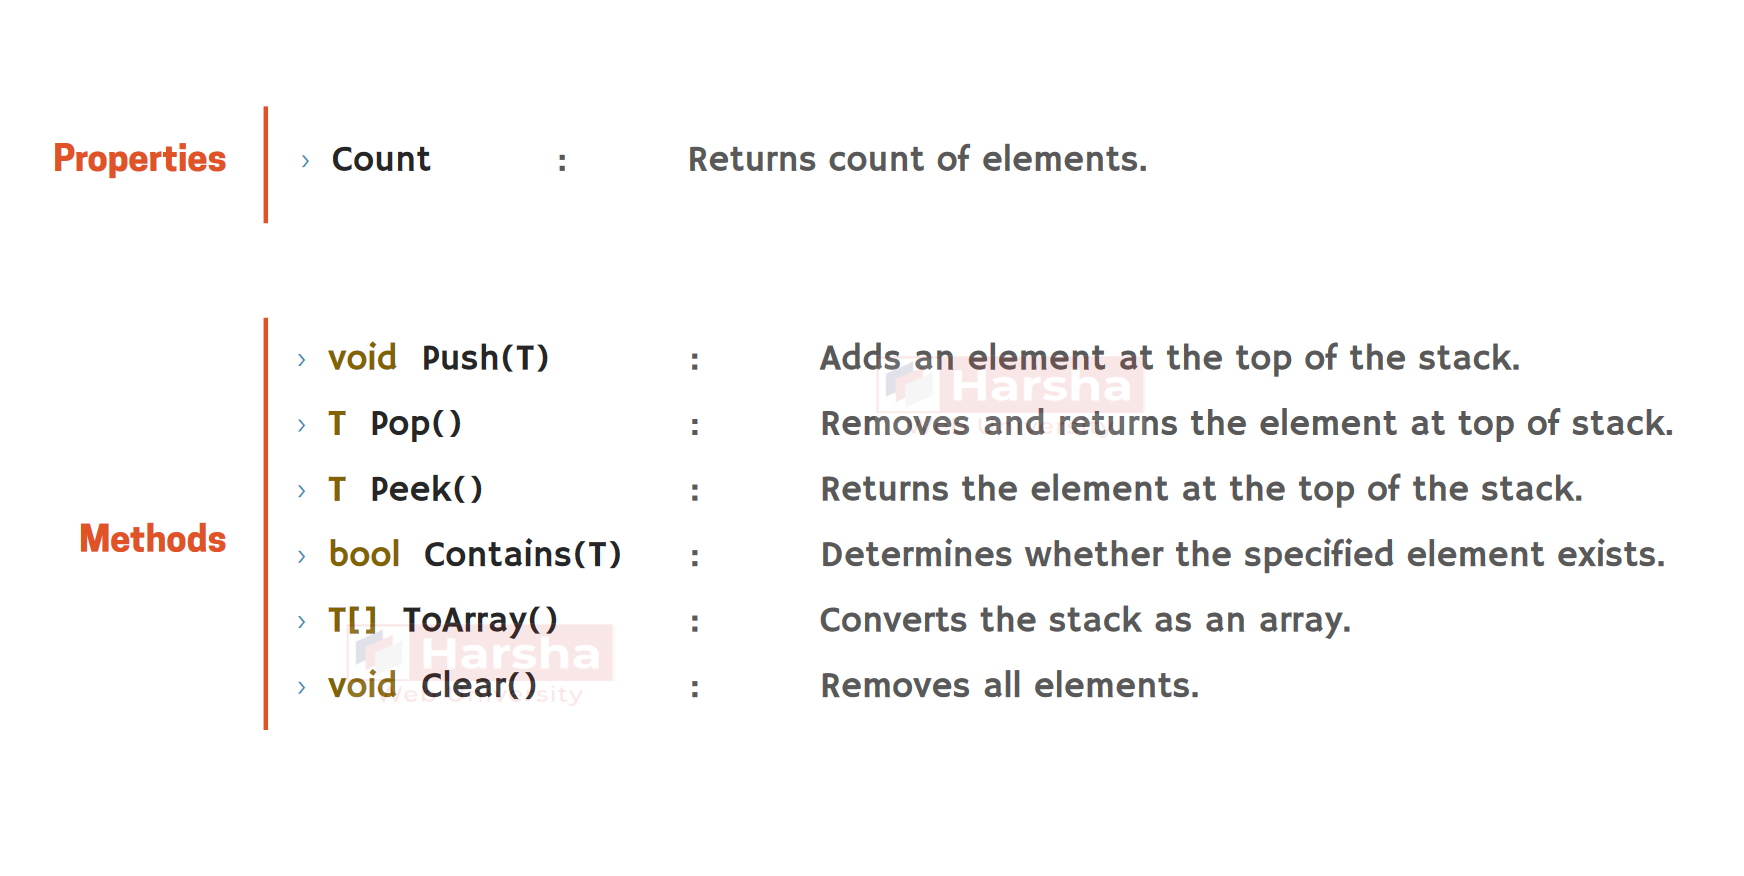 Properties
› Count : Returns count of elements.
Methods
› void Push(T) : Adds an element at the top of the stack.
› T Pop() : Removes and returns the element at top of stack.
› T Peek() : Returns the element at the top of the stack.
› bool Contains(T) : Determines whether the specified element exists.
› T[] ToArray() : Converts the stack as an array.
› void Clear() : Removes all elements.
Harsha
Harsha
Web University